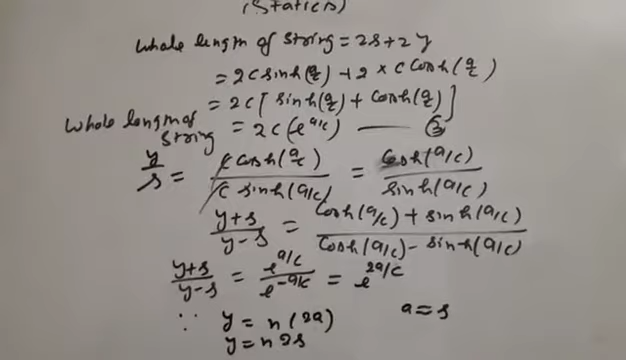 (Statics)
Whole length of string = 2s + 2y
= 2c sinh(a/c) + 2 × c cosh(a/c)
= 2c[sinh(a/c) + cosh(a/c)]
Whole length of string = 2c(e^a/c) — ③
y/s = c cosh(a/c) / c sinh(a/c) = cosh(a/c) / sinh(a/c)
y+s / y-s = cosh(a/c) + sinh(a/c) / cosh(a/c) - sinh(a/c)
y+s / y-s = e^a/c / e^-a/c = e^2a/c
∵ y = n(2a) a = s
y = n2s